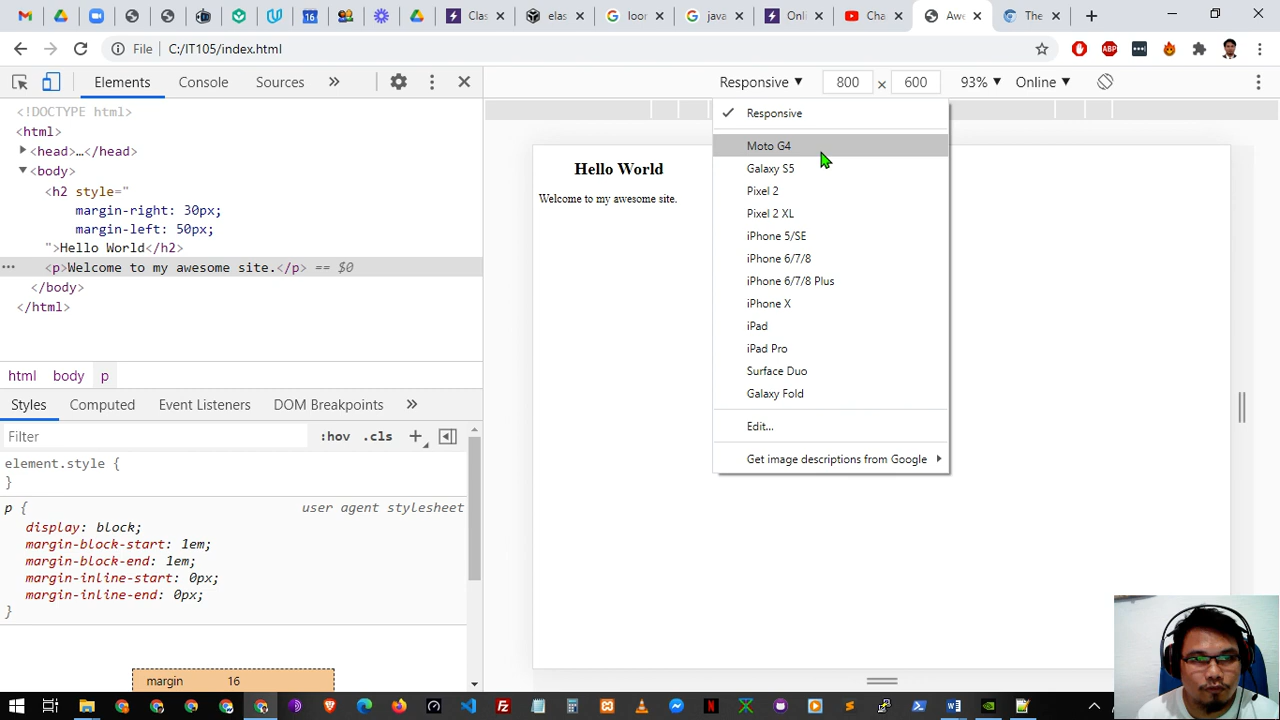 16
Clas
elas
loor
java
Onli
Cha
Awe
The
File
C:/IT105/index.html
ABP
Elements
Console
Sources
Responsive
800
×
600
93%
Online
<!DOCTYPE html>
<html>
<head>…</head>
<body>
<h2 style="
margin-right: 30px;
margin-left: 50px;
">Hello World</h2>
<p>Welcome to my awesome site.</p> == $0
</body>
</html>
html
body
p
Styles
Computed
Event Listeners
DOM Breakpoints
Filter
:hov
.cls
element.style {
}
p {
user agent stylesheet
display: block;
margin-block-start: 1em;
margin-block-end: 1em;
margin-inline-start: 0px;
margin-inline-end: 0px;
}
margin
16
Hello World
Welcome to my awesome site.
Responsive
Moto G4
Galaxy S5
Pixel 2
Pixel 2 XL
iPhone 5/SE
iPhone 6/7/8
iPhone 6/7/8 Plus
iPhone X
iPad
iPad Pro
Surface Duo
Galaxy Fold
Edit...
Get image descriptions from Google